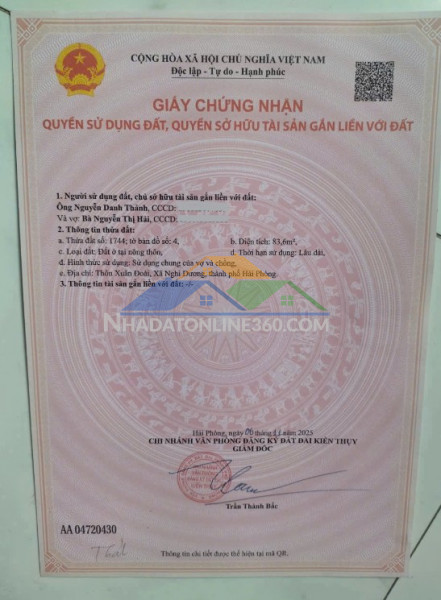 CỘNG HÒA XÃ HỘI CHỦ NGHĨA VIỆT NAM
Độc lập - Tự do - Hạnh phúc
GIẤY CHỨNG NHẬN
QUYỀN SỬ DỤNG ĐẤT, QUYỀN SỞ HỮU TÀI SẢN GẮN LIỀN VỚI ĐẤT
1. Người sử dụng đất, chủ sở hữu tài sản gắn liền với đất:
Ông Nguyễn Danh Thành, CCCD:
Và vợ: Bà Nguyễn Thị Hải, CCCD:
2. Thông tin thửa đất:
a. Thửa đất số: 1744; tờ bản đồ số: 4, b. Diện tích: 83,6m²,
c. Loại đất: Đất ở tại nông thôn, d. Thời hạn sử dụng: Lâu dài,
đ. Hình thức sử dụng: Sử dụng chung của vợ và chồng,
e. Địa chỉ: Thôn Xuân Đoài, Xã Nghi Dương, thành phố Hải Phòng.
3. Thông tin tài sản gắn liền với đất: -/-
NHADATONLINE360.COM
Hải Phòng, ngày tháng năm 2025
CHI NHÁNH VĂN PHÒNG ĐĂNG KÝ ĐẤT ĐAI KIẾN THỤY
GIÁM ĐỐC
Trần Thành Bắc
AA 04720430
Thông tin chi tiết được thể hiện tại mã QR.